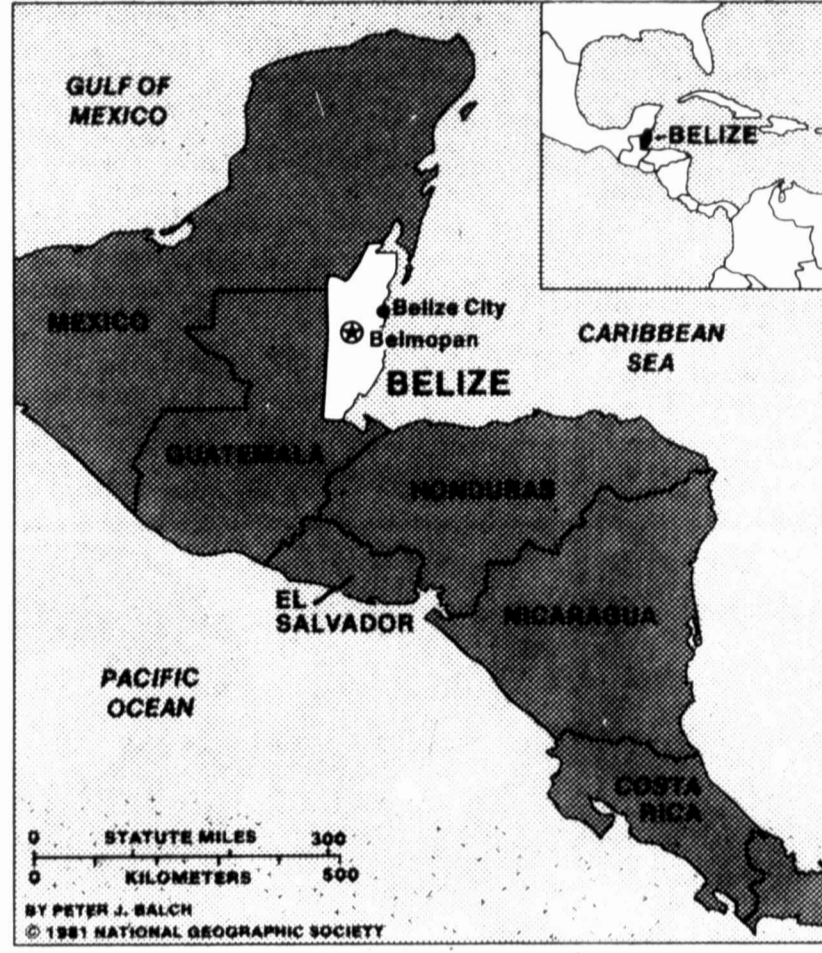 GULF OF
MEXICO
BELIZE
MEXICO
Belize City
Belmopan
BELIZE
CARIBBEAN
SEA
GUATEMALA
HONDURAS
EL
SALVADOR
NICARAGUA
PACIFIC
OCEAN
COSTA
RICA
0 STATUTE MILES 300
0 KILOMETERS 500
BY PETER J. BALCH
© 1981 NATIONAL GEOGRAPHIC SOCIETY